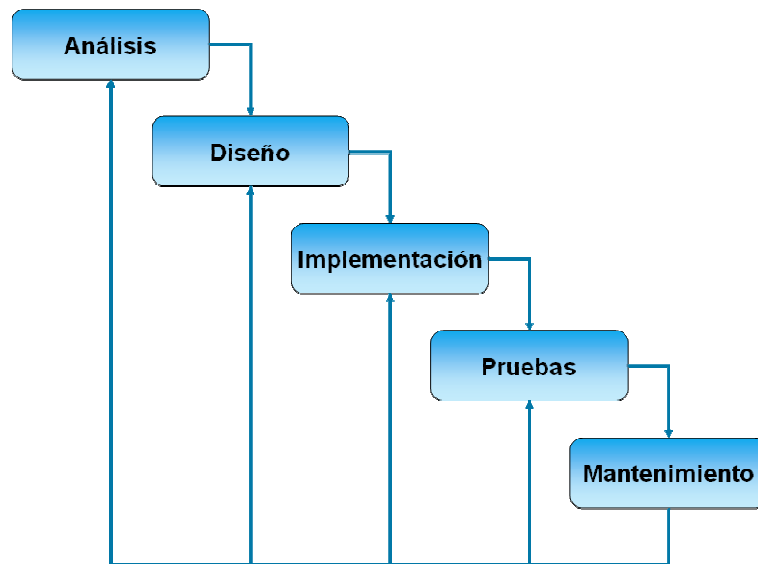 Análisis
Diseño
Implementación
Pruebas
Mantenimiento